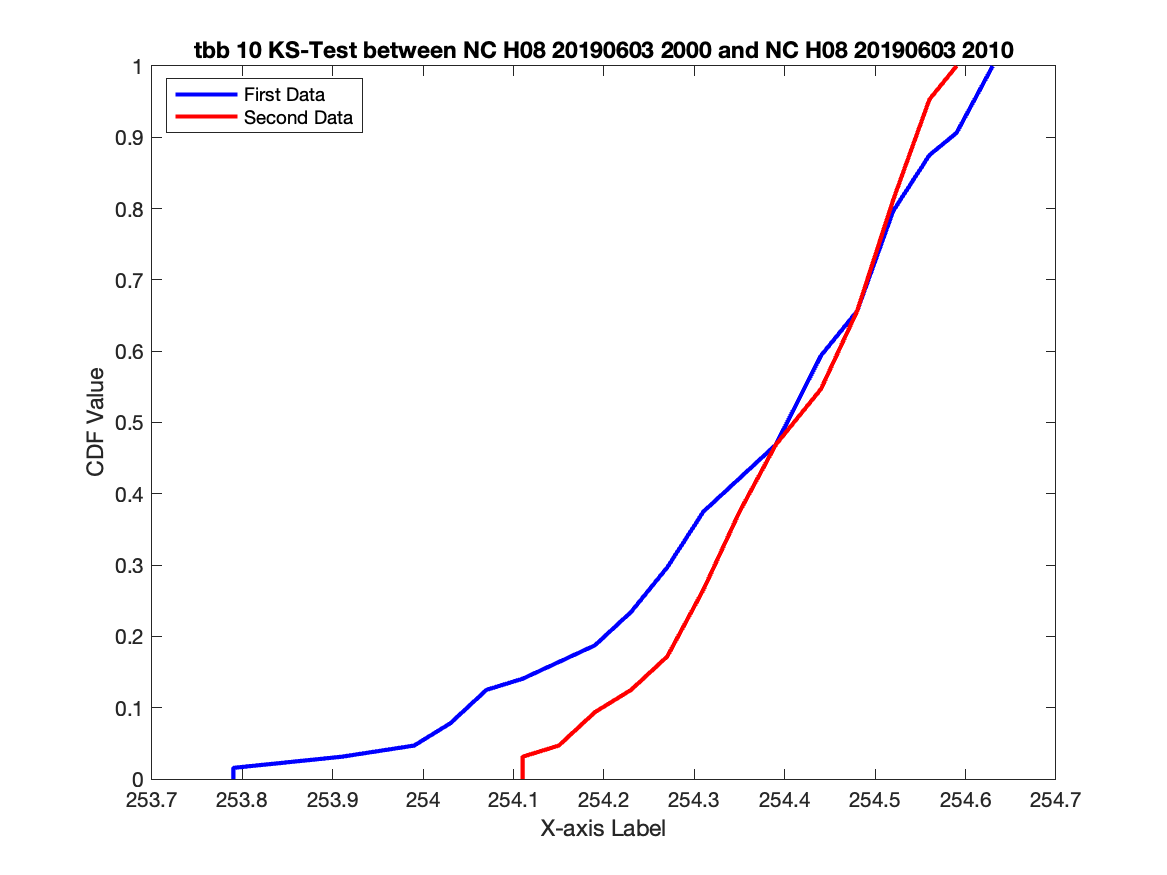 tbb 10 KS-Test between NC H08 20190603 2000 and NC H08 20190603 2010
First Data
Second Data
1
0.9
0.8
0.7
0.6
0.5
0.4
0.3
0.2
0.1
0
CDF Value
253.7 253.8 253.9 254 254.1 254.2 254.3 254.4 254.5 254.6 254.7
X-axis Label